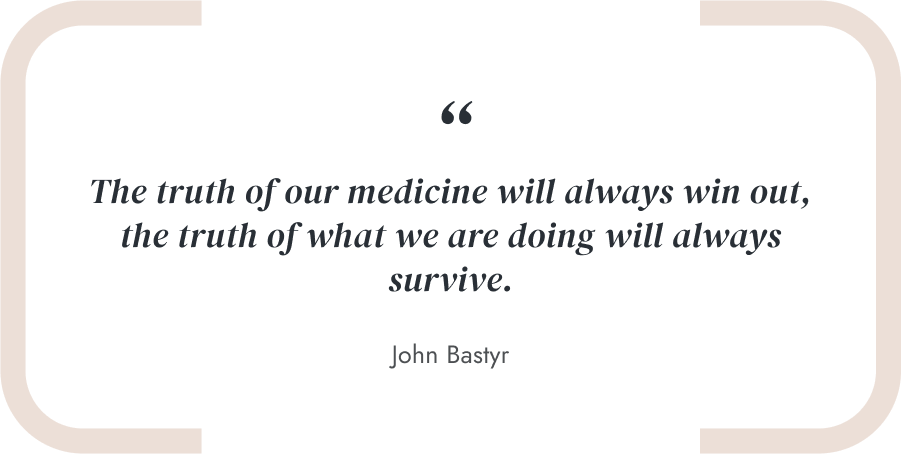 “
The truth of our medicine will always win out,
the truth of what we are doing will always
survive.
John Bastyr